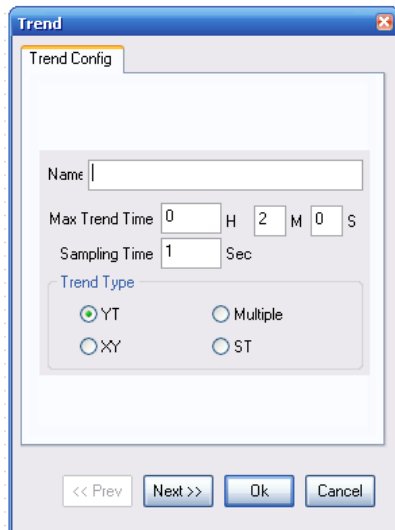 Trend
Trend Config
Name
Max Trend Time 0 H 2 M 0 S
Sampling Time 1 Sec
Trend Type
YT Multiple
XY ST
<< Prev Next >> Ok Cancel